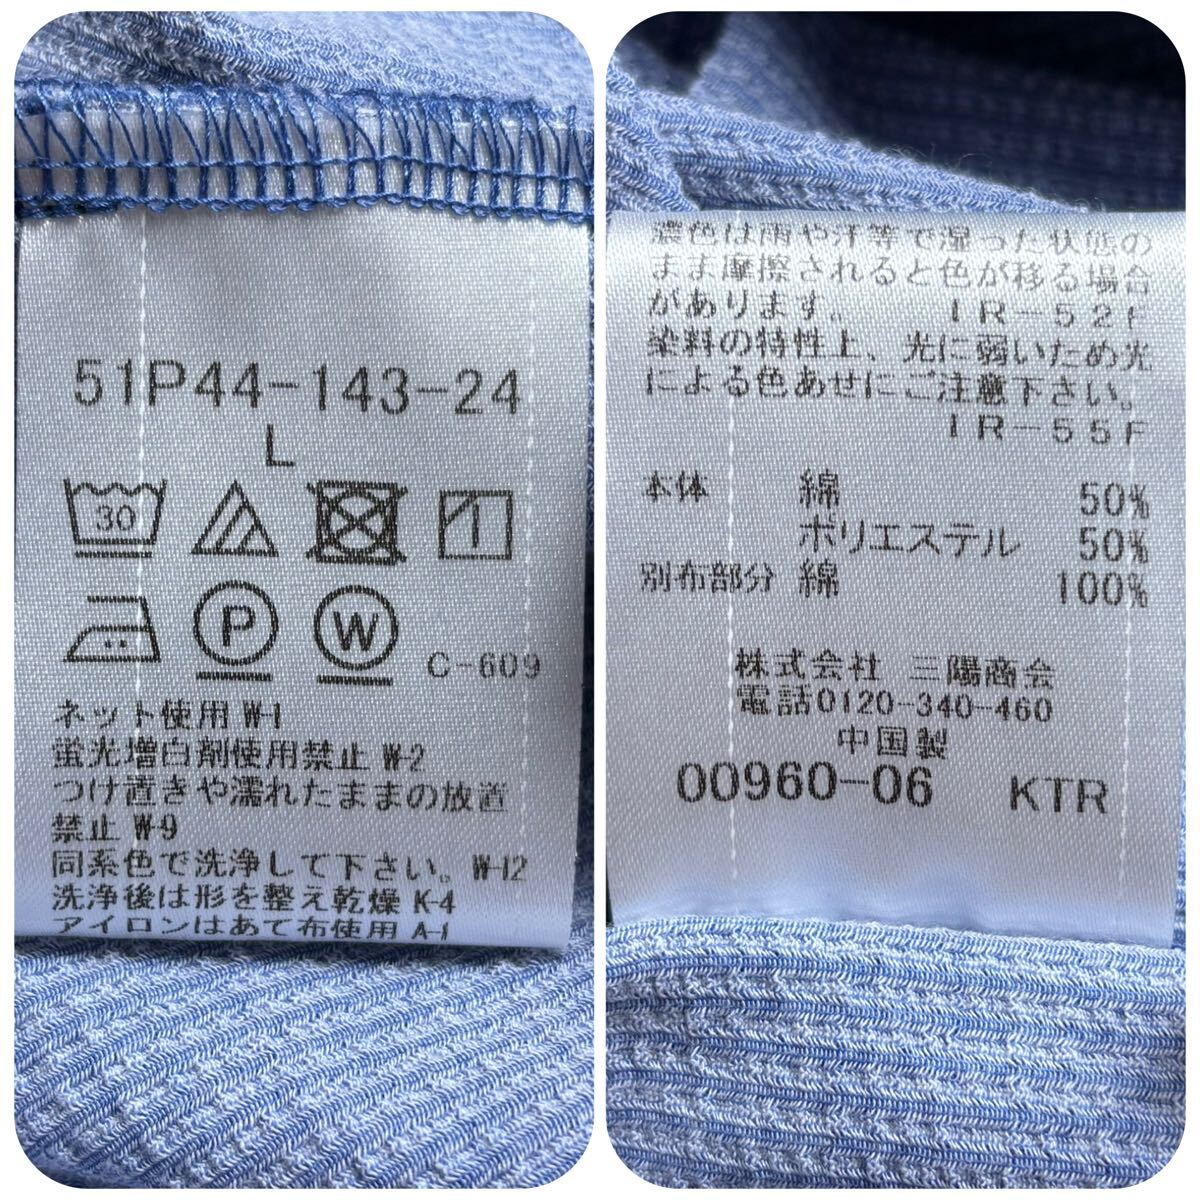 51P44-143-24
L
30
P
W
C-609
ネット使用 W-1
蛍光増白剤使用禁止 W-2
つけ置きや濡れたままの放置
禁止 W-9
同系色で洗浄して下さい。W-12
洗浄後は形を整え乾燥 K-4
アイロンはあて布使用 A-1
濃色は雨や汗等で湿った状態の
まま摩擦されると色が移る場合
があります。 IR-52F
染料の特性上、光に弱いため光
による色あせにご注意下さい。
IR-55F
本体 綿 50%
ポリエステル 50%
別布部分 綿 100%
株式会社 三陽商会
電話0120-340-460
中国製
00960-06 KTR